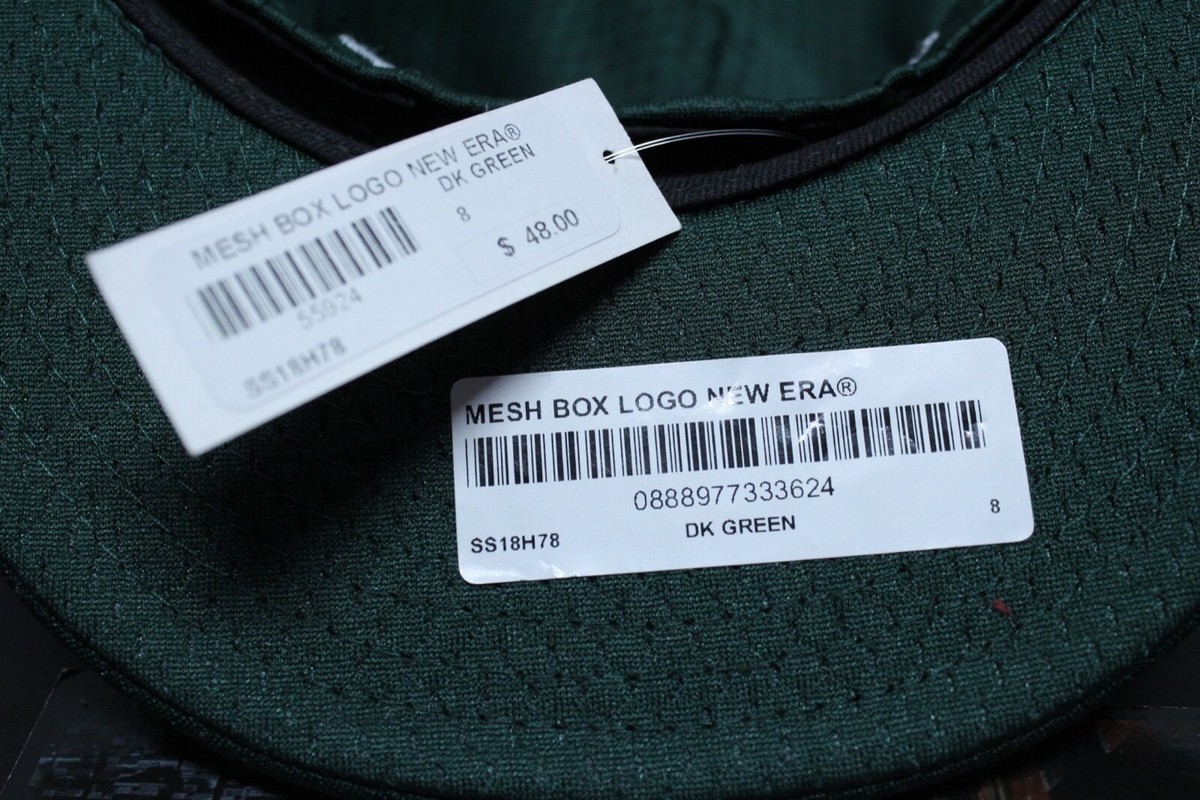 MESH BOX LOGO NEW ERA®
DK GREEN
8
$ 48.00
55924
SS18H78
MESH BOX LOGO NEW ERA®
0888977333624
DK GREEN
SS18H78
8